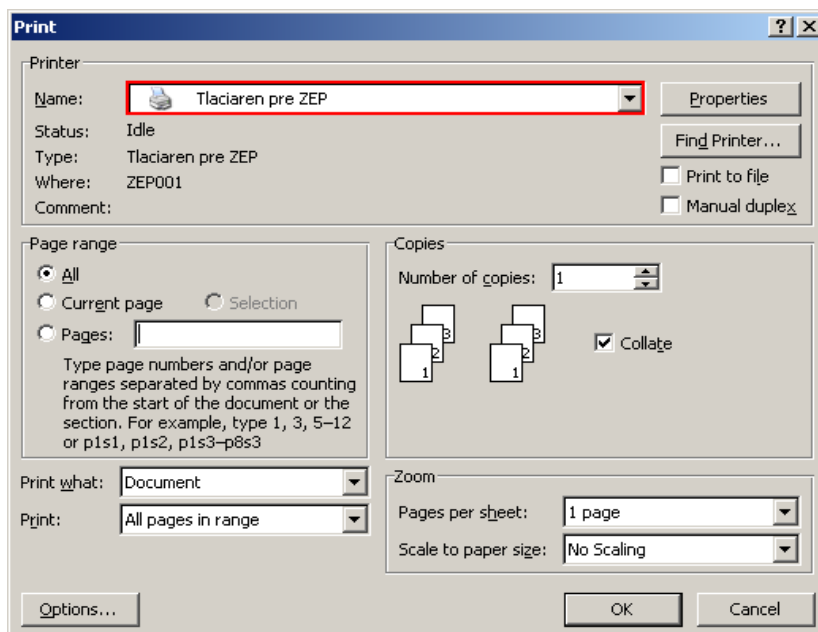 Print
Printer
Name: Tlaciaren pre ZEP
Properties
Status: Idle
Find Printer...
Type: Tlaciaren pre ZEP
Where: ZEP001
Print to file
Comment:
Manual duplex
Page range
All
Current page Selection
Pages:
Type page numbers and/or page
ranges separated by commas counting
from the start of the document or the
section. For example, type 1, 3, 5–12
or p1s1, p1s2, p1s3–p8s3
Copies
Number of copies: 1
3 3
2 2
1 1
Collate
Print what: Document
Print: All pages in range
Zoom
Pages per sheet: 1 page
Scale to paper size: No Scaling
Options... OK Cancel